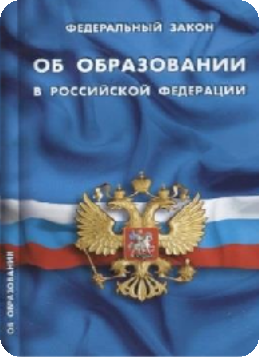 ФЕДЕРАЛЬНЫЙ ЗАКОН
ОБ ОБРАЗОВАНИИ
В РОССИЙСКОЙ ФЕДЕРАЦИИ
ОБ ОБРАЗОВАНИИ